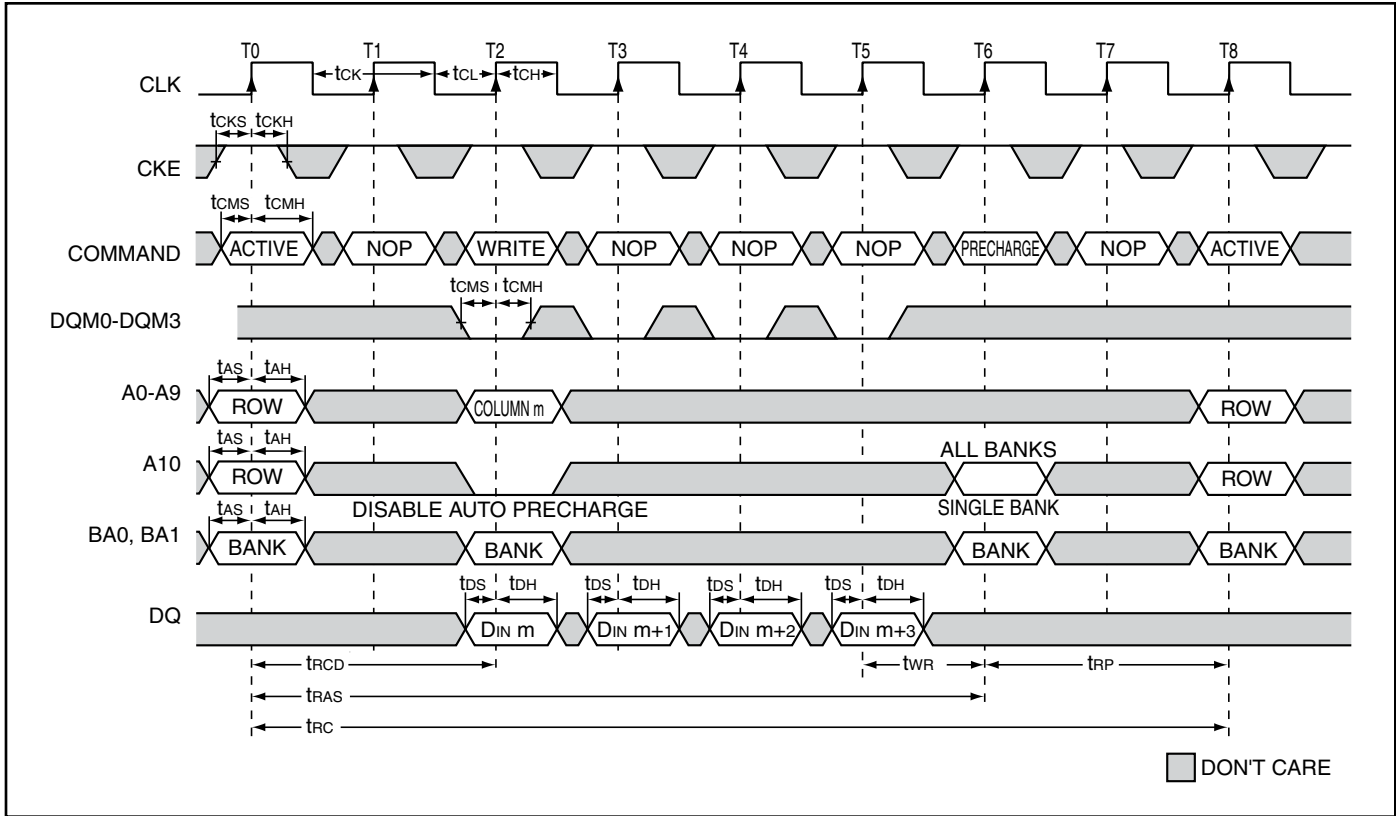 T0 T1 T2 T3 T4 T5 T6 T7 T8
CLK tCK tCL tCH
tCKS tCKH
CKE
tCMS tCMH
COMMAND ACTIVE NOP WRITE NOP NOP NOP PRECHARGE NOP ACTIVE
tCMS tCMH
DQM0-DQM3
tAS tAH
A0-A9 ROW COLUMN m ROW
tAS tAH ALL BANKS
A10 ROW ROW
tAS tAH DISABLE AUTO PRECHARGE SINGLE BANK
BA0, BA1 BANK BANK BANK BANK
tDS tDH tDS tDH tDS tDH tDS tDH
DQ DIN m DIN m+1 DIN m+2 DIN m+3
tRCD tWR tRP
tRAS
tRC
DON'T CARE